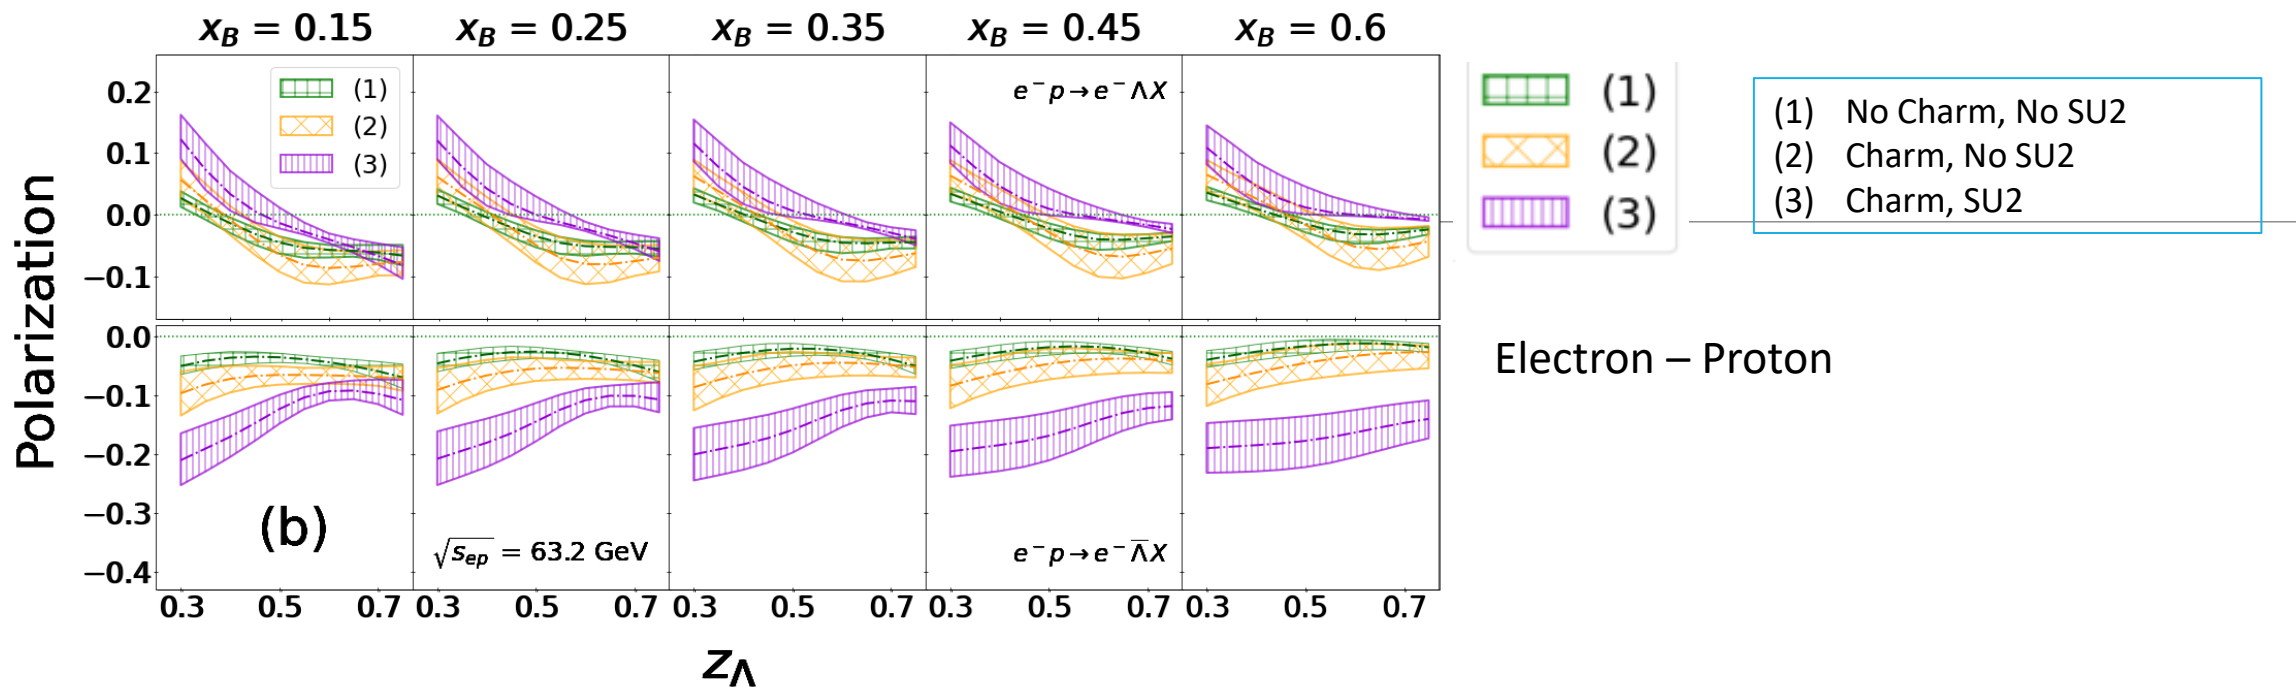 x_B = 0.15 x_B = 0.25 x_B = 0.35 x_B = 0.45 x_B = 0.6
Polarization
0.2
0.1
0.0
−0.1
(1)
(2)
(3)
e⁻p→e⁻ΛX
0.0
−0.1
−0.2
−0.3
−0.4
(b)
√s_ep = 63.2 GeV
e⁻p→e⁻Λ̅X
0.3 0.5 0.7 0.3 0.5 0.7 0.3 0.5 0.7 0.3 0.5 0.7 0.3 0.5 0.7
z_Λ
(1)
(2)
(3)
(1) No Charm, No SU2
(2) Charm, No SU2
(3) Charm, SU2
Electron – Proton